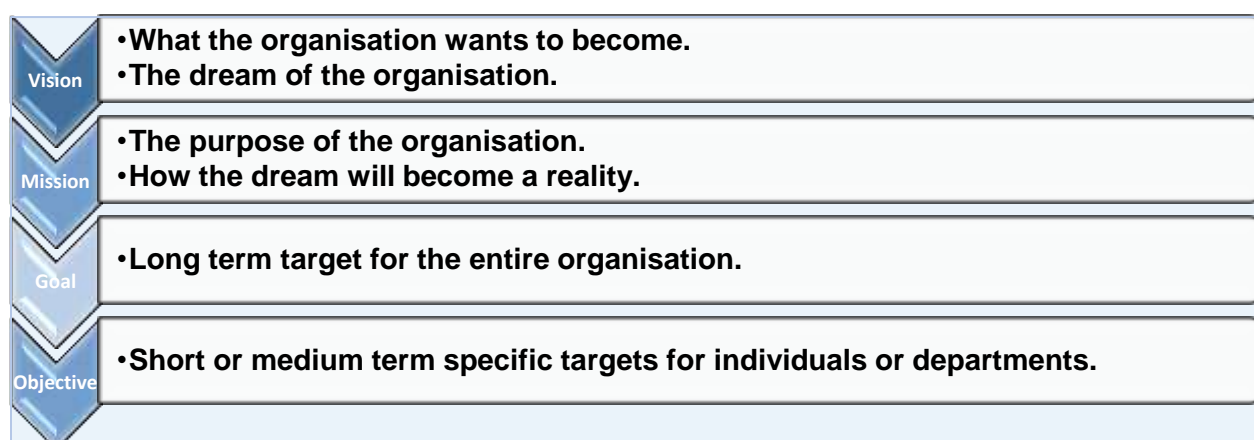 Vision
•What the organisation wants to become.
•The dream of the organisation.
Mission
•The purpose of the organisation.
•How the dream will become a reality.
Goal
•Long term target for the entire organisation.
Objective
•Short or medium term specific targets for individuals or departments.